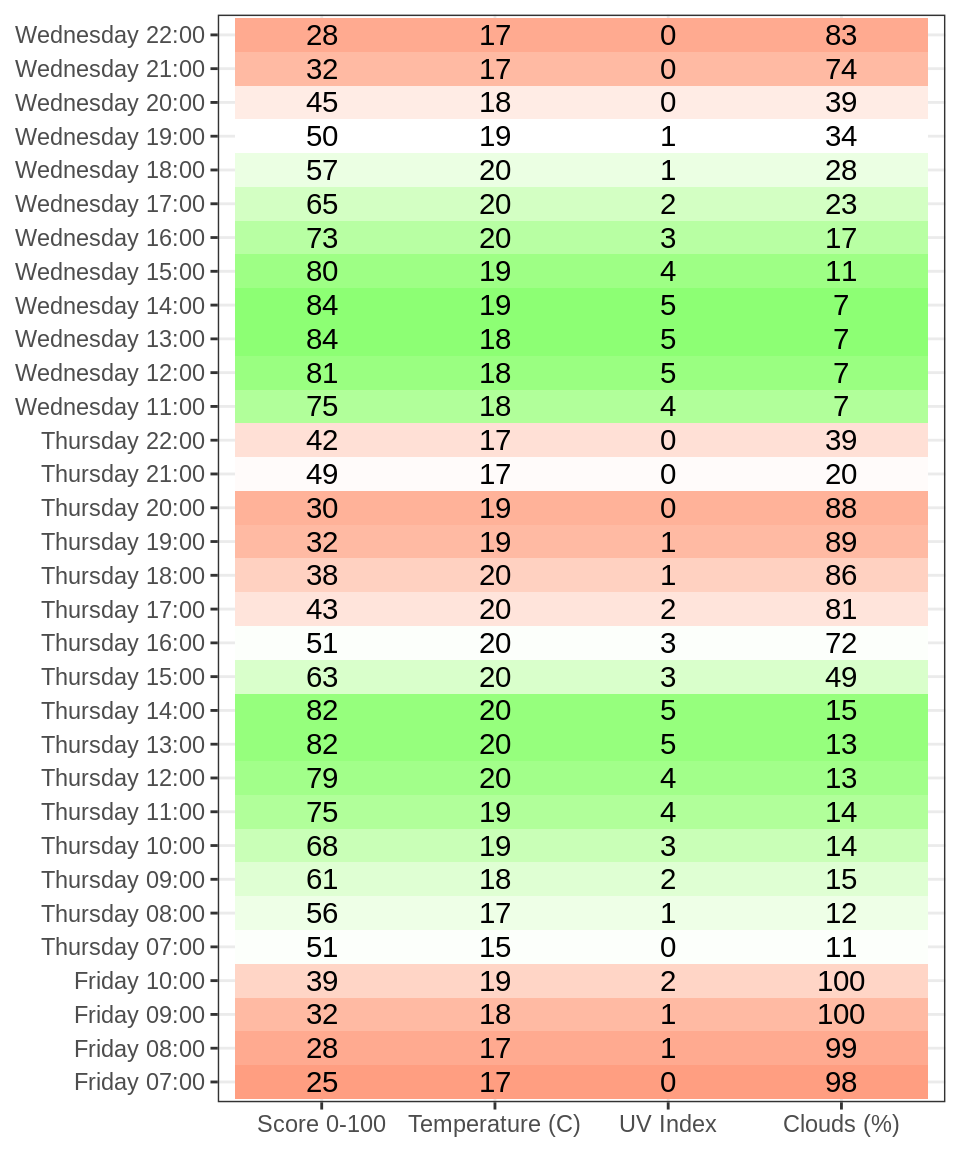 Wednesday 22:00 28 17 0 83
Wednesday 21:00 32 17 0 74
Wednesday 20:00 45 18 0 39
Wednesday 19:00 50 19 1 34
Wednesday 18:00 57 20 1 28
Wednesday 17:00 65 20 2 23
Wednesday 16:00 73 20 3 17
Wednesday 15:00 80 19 4 11
Wednesday 14:00 84 19 5 7
Wednesday 13:00 84 18 5 7
Wednesday 12:00 81 18 5 7
Wednesday 11:00 75 18 4 7
Thursday 22:00 42 17 0 39
Thursday 21:00 49 17 0 20
Thursday 20:00 30 19 0 88
Thursday 19:00 32 19 1 89
Thursday 18:00 38 20 1 86
Thursday 17:00 43 20 2 81
Thursday 16:00 51 20 3 72
Thursday 15:00 63 20 3 49
Thursday 14:00 82 20 5 15
Thursday 13:00 82 20 5 13
Thursday 12:00 79 20 4 13
Thursday 11:00 75 19 4 14
Thursday 10:00 68 19 3 14
Thursday 09:00 61 18 2 15
Thursday 08:00 56 17 1 12
Thursday 07:00 51 15 0 11
Friday 10:00 39 19 2 100
Friday 09:00 32 18 1 100
Friday 08:00 28 17 1 99
Friday 07:00 25 17 0 98
Score 0-100 Temperature (C) UV Index Clouds (%)